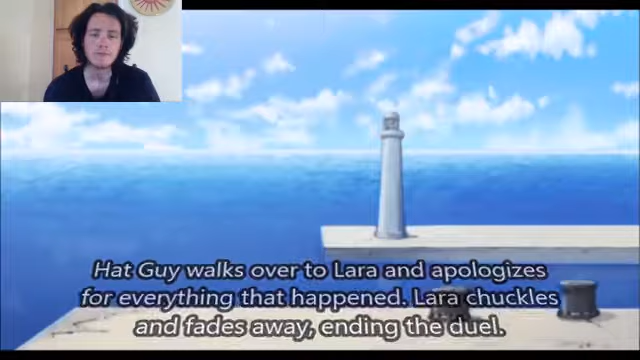 Hat Guy walks over to Lara and apologizes
for everything that happened. Lara chuckles
and fades away, ending the duel.